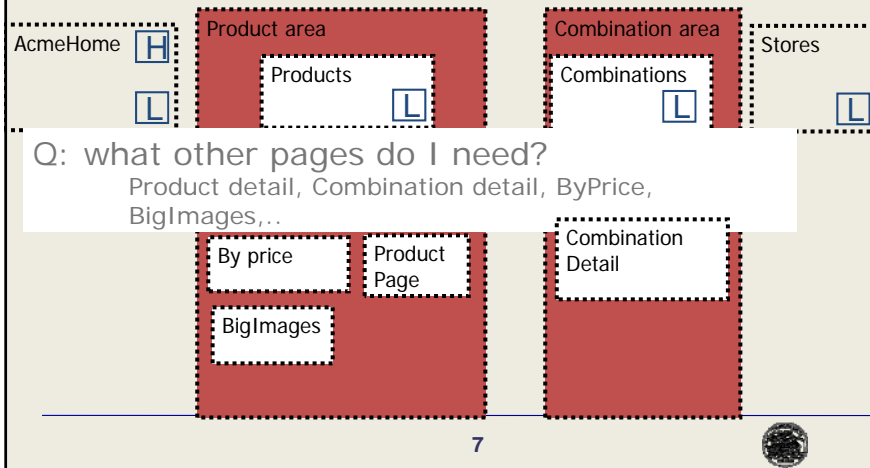 AcmeHome H
L
Product area
Products
L
Combination area
Combinations
L
Stores
L
Q: what other pages do I need?
Product detail, Combination detail, ByPrice,
BigImages,..
By price
Product
Page
BigImages
Combination
Detail
7